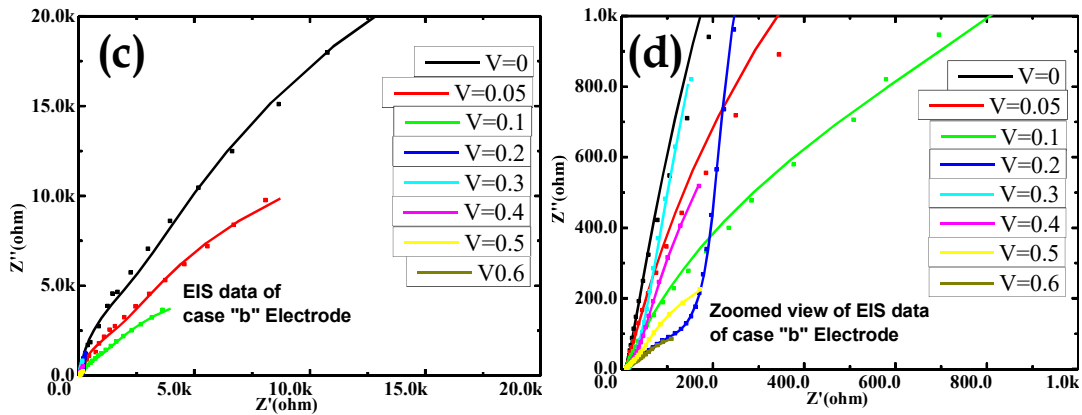 (c)
20.0k
15.0k
10.0k
5.0k
0.0
Z''(ohm)
V=0
V=0.05
V=0.1
V=0.2
V=0.3
V=0.4
V=0.5
V0.6
EIS data of
case "b" Electrode
0.0 5.0k 10.0k 15.0k 20.0k
Z'(ohm)
(d)
1.0k
800.0
600.0
400.0
200.0
0.0
Z''(ohm)
V=0
V=0.05
V=0.1
V=0.2
V=0.3
V=0.4
V=0.5
V=0.6
Zoomed view of EIS data
of case "b" Electrode
0.0 200.0 400.0 600.0 800.0 1.0k
Z'(ohm)